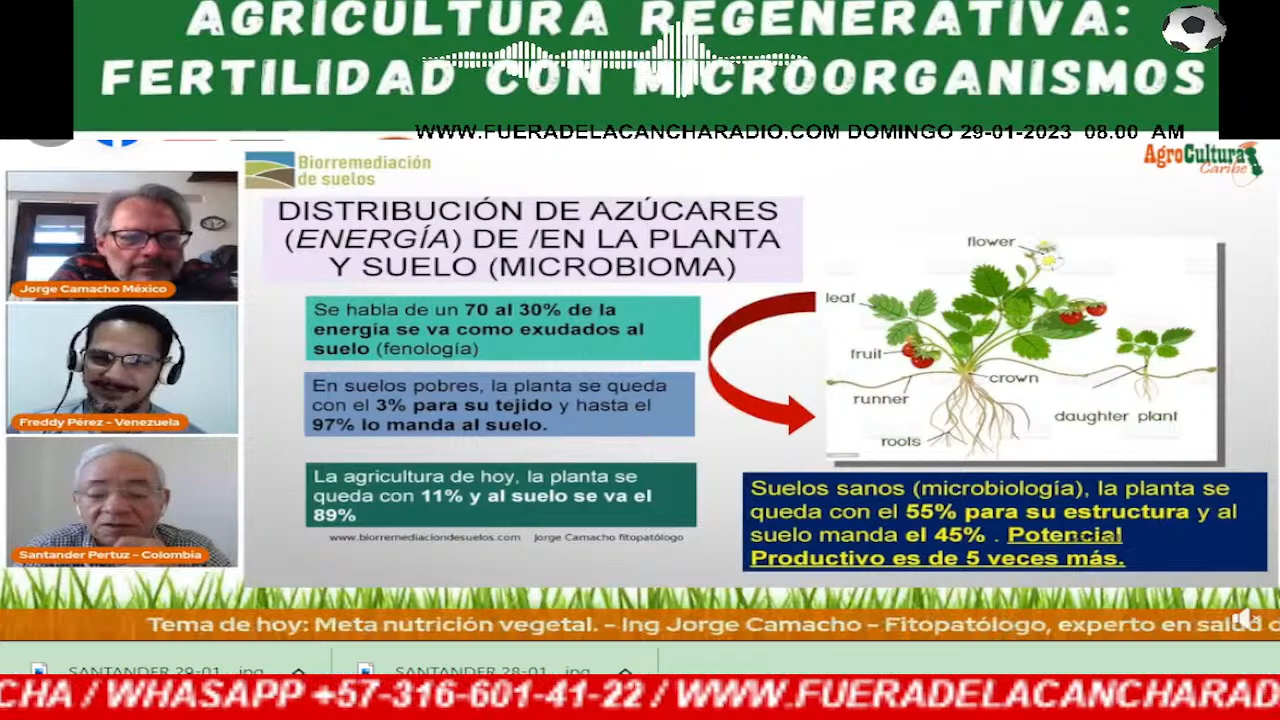 AGRICULTURA REGENERATIVA:
FERTILIDAD CON MICROORGANISMOS
WWW.FUERADELACANCHARADIO.COM DOMINGO 29-01-2023 08.00 AM
Biorremediación
de suelos
AgroCultura
Caribe
DISTRIBUCIÓN DE AZÚCARES
(ENERGÍA) DE /EN LA PLANTA
Y SUELO (MICROBIOMA)
Jorge Camacho México
Freddy Pérez - Venezuela
Santander Pertuz - Colombia
Se habla de un 70 al 30% de la
energía se va como exudados al
suelo (fenología)
En suelos pobres, la planta se queda
con el 3% para su tejido y hasta el
97% lo manda al suelo.
La agricultura de hoy, la planta se
queda con 11% y al suelo se va el
89%
www.biorremediaciondesuelos.com Jorge Camacho fitopatólogo
flower
leaf
fruit
crown
runner
daughter plant
roots
Suelos sanos (microbiología), la planta se
queda con el 55% para su estructura y al
suelo manda el 45% . Potencial
Productivo es de 5 veces más.
Tema de hoy: Meta nutrición vegetal. - Ing Jorge Camacho - Fitopatólogo, experto en salud
SANTANDER 29-01....jpg
SANTANDER 28-01....jpg
CHA / WHASAPP +57-316-601-41-22 / WWW.FUERADELACANCHARAD